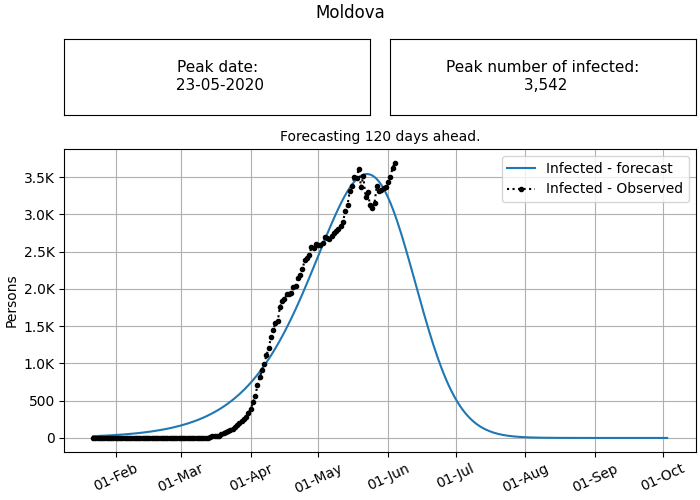 Moldova
Peak date:
23-05-2020
Peak number of infected:
3,542
Forecasting 120 days ahead.
Infected - forecast
Infected - Observed
3.5K
3.0K
2.5K
2.0K
1.5K
1.0K
500
0
Persons
01-Feb
01-Mar
01-Apr
01-May
01-Jun
01-Jul
01-Aug
01-Sep
01-Oct